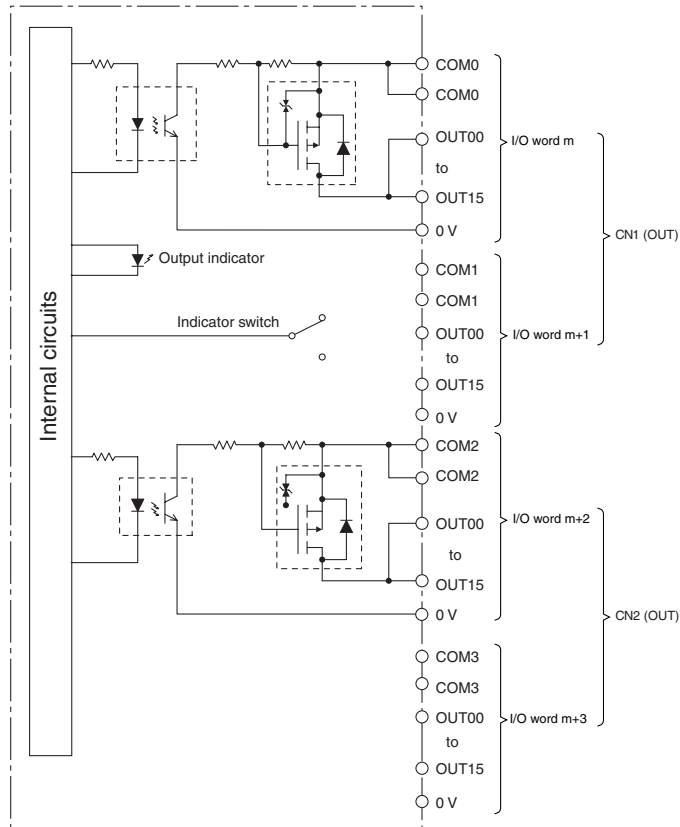 Internal circuits
COM0
COM0
OUT00
to
OUT15
0 V
I/O word m
Output indicator
Indicator switch
COM1
COM1
OUT00
to
OUT15
0 V
I/O word m+1
CN1 (OUT)
COM2
COM2
OUT00
to
OUT15
0 V
I/O word m+2
COM3
COM3
OUT00
to
OUT15
0 V
I/O word m+3
CN2 (OUT)